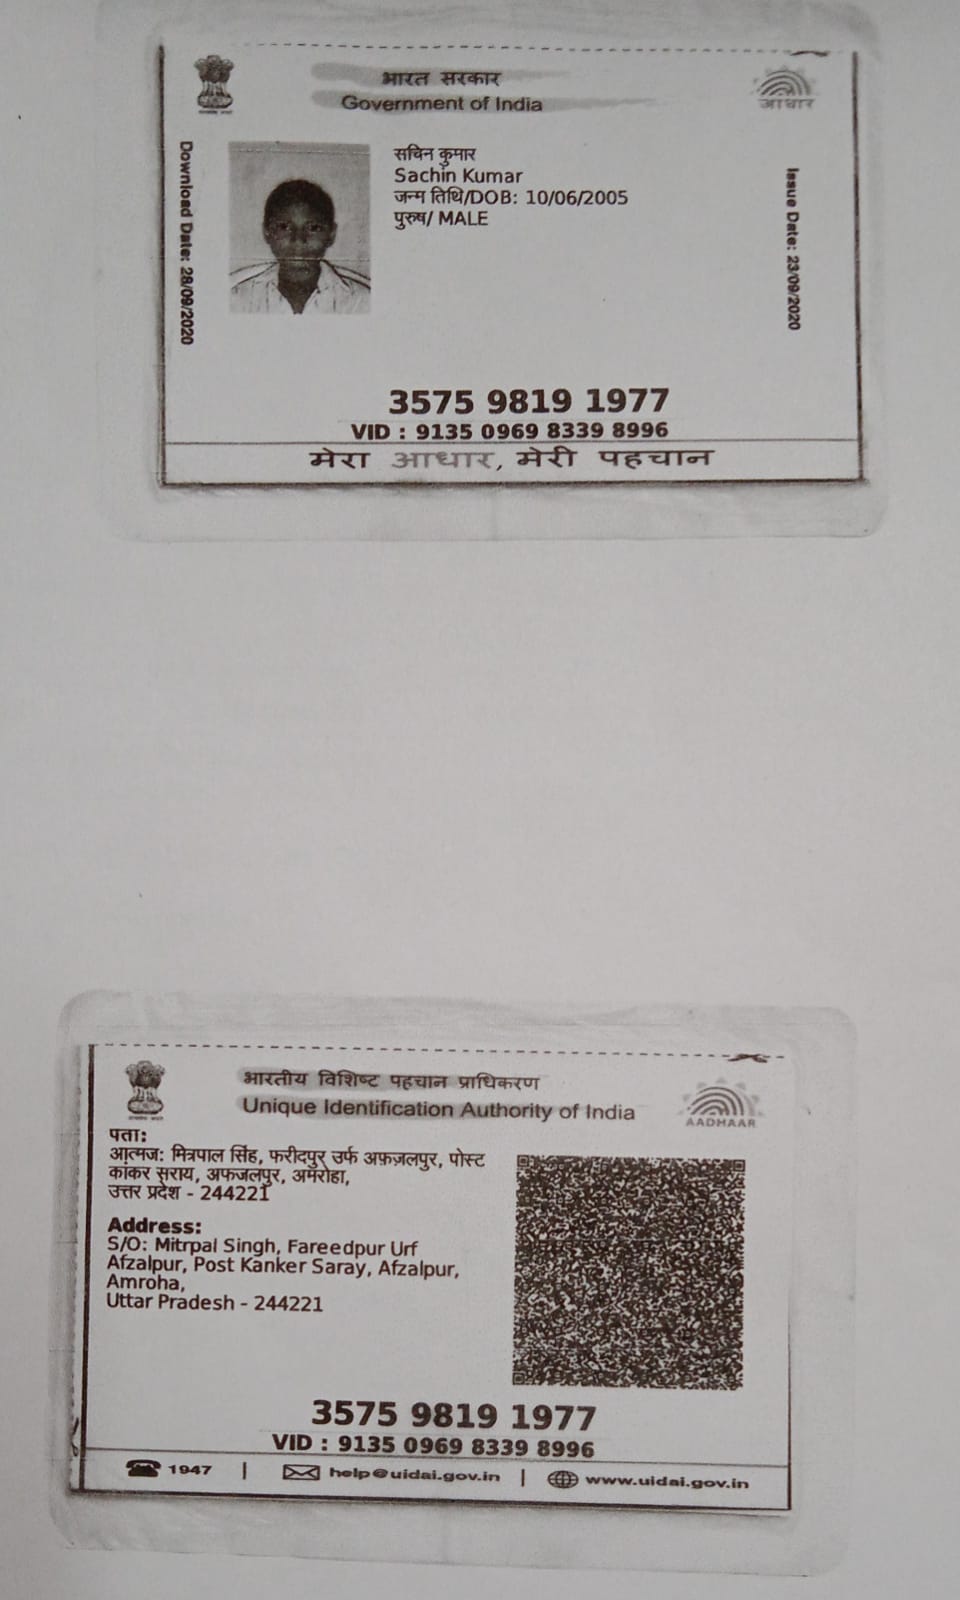 भारत सरकार
Government of India
आधार
Download Date: 28/09/2020
सचिन कुमार
Sachin Kumar
जन्म तिथि/DOB: 10/06/2005
पुरुष/ MALE
Issue Date: 23/09/2020
3575 9819 1977
VID : 9135 0969 8339 8996
मेरा आधार, मेरी पहचान
भारतीय विशिष्ट पहचान प्राधिकरण
Unique Identification Authority of India
AADHAAR
पता:
आत्मज: मित्रपाल सिंह, फरीदपुर उर्फ अफ़ज़लपुर, पोस्ट
कांकर सराय, अफजलपुर, अमरोहा,
उत्तर प्रदेश - 244221
Address:
S/O: Mitrpal Singh, Fareedpur Urf
Afzalpur, Post Kanker Saray, Afzalpur,
Amroha,
Uttar Pradesh - 244221
3575 9819 1977
VID : 9135 0969 8339 8996
1947 | help@uidai.gov.in | www.uidai.gov.in